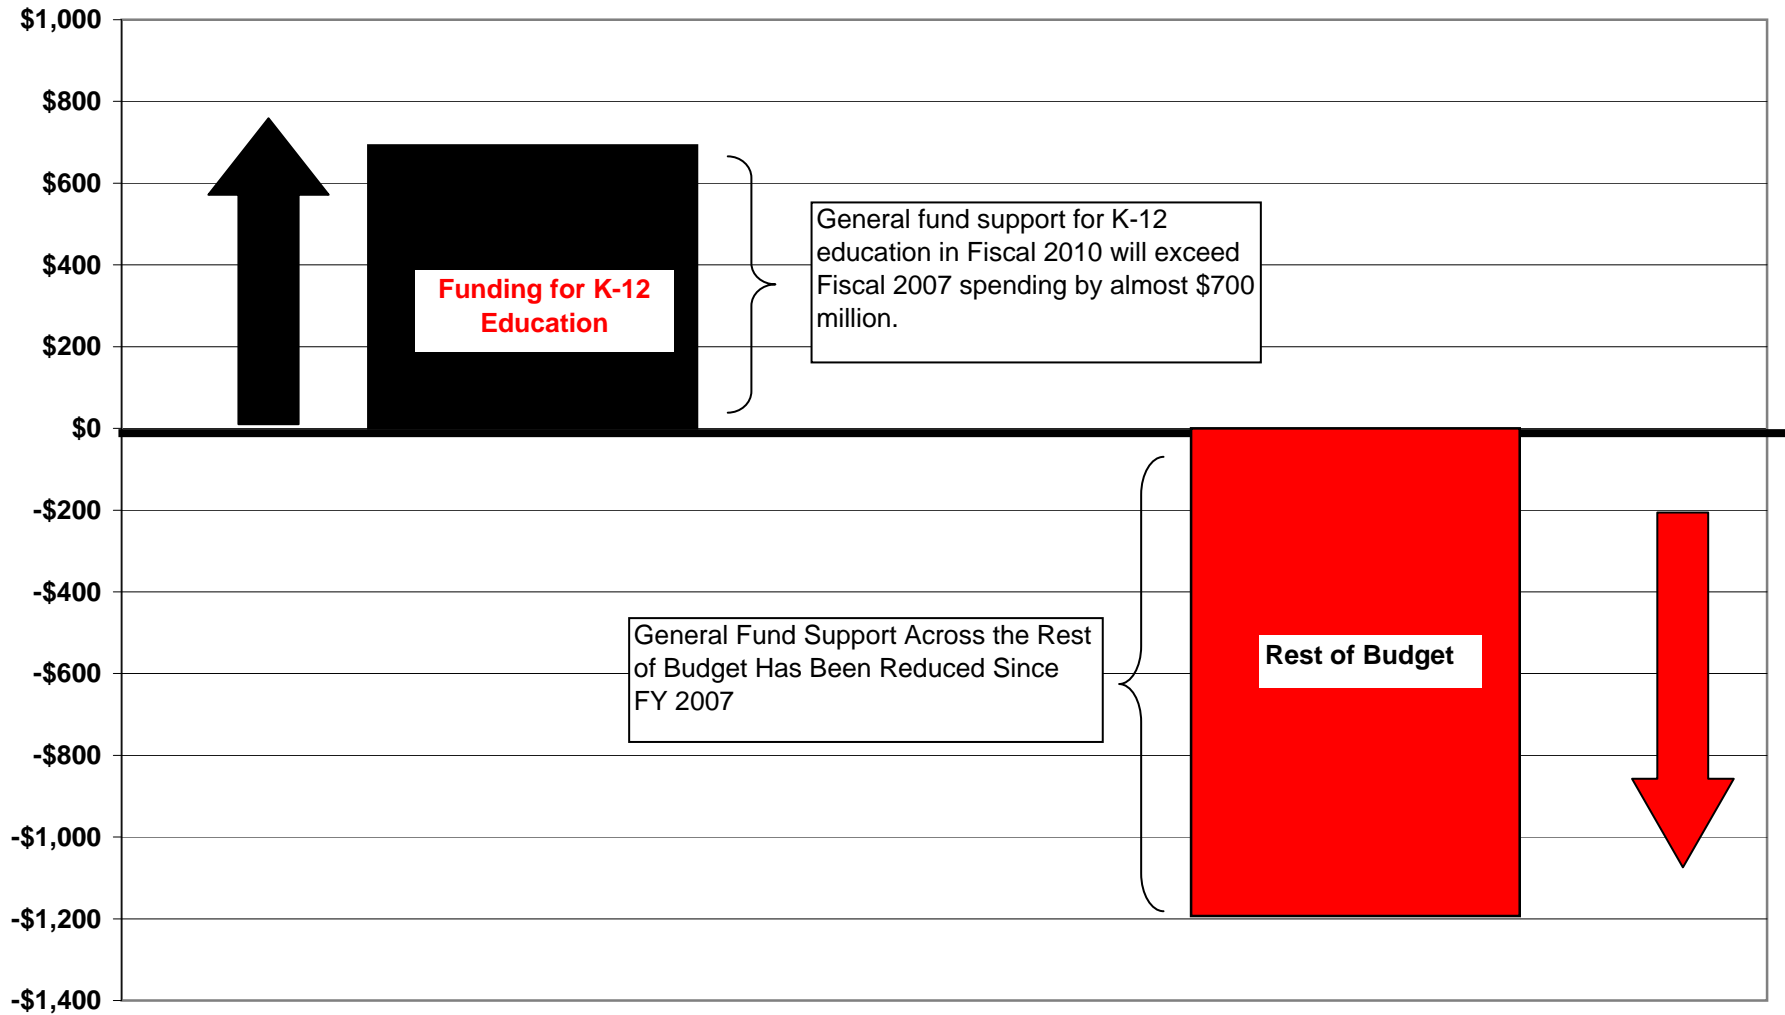 $1,000
$800
$600
$400
$200
$0
-$200
-$400
-$600
-$800
-$1,000
-$1,200
-$1,400
Funding for K-12
Education
General fund support for K-12
education in Fiscal 2010 will exceed
Fiscal 2007 spending by almost $700
million.
General Fund Support Across the Rest
of Budget Has Been Reduced Since
FY 2007
Rest of Budget